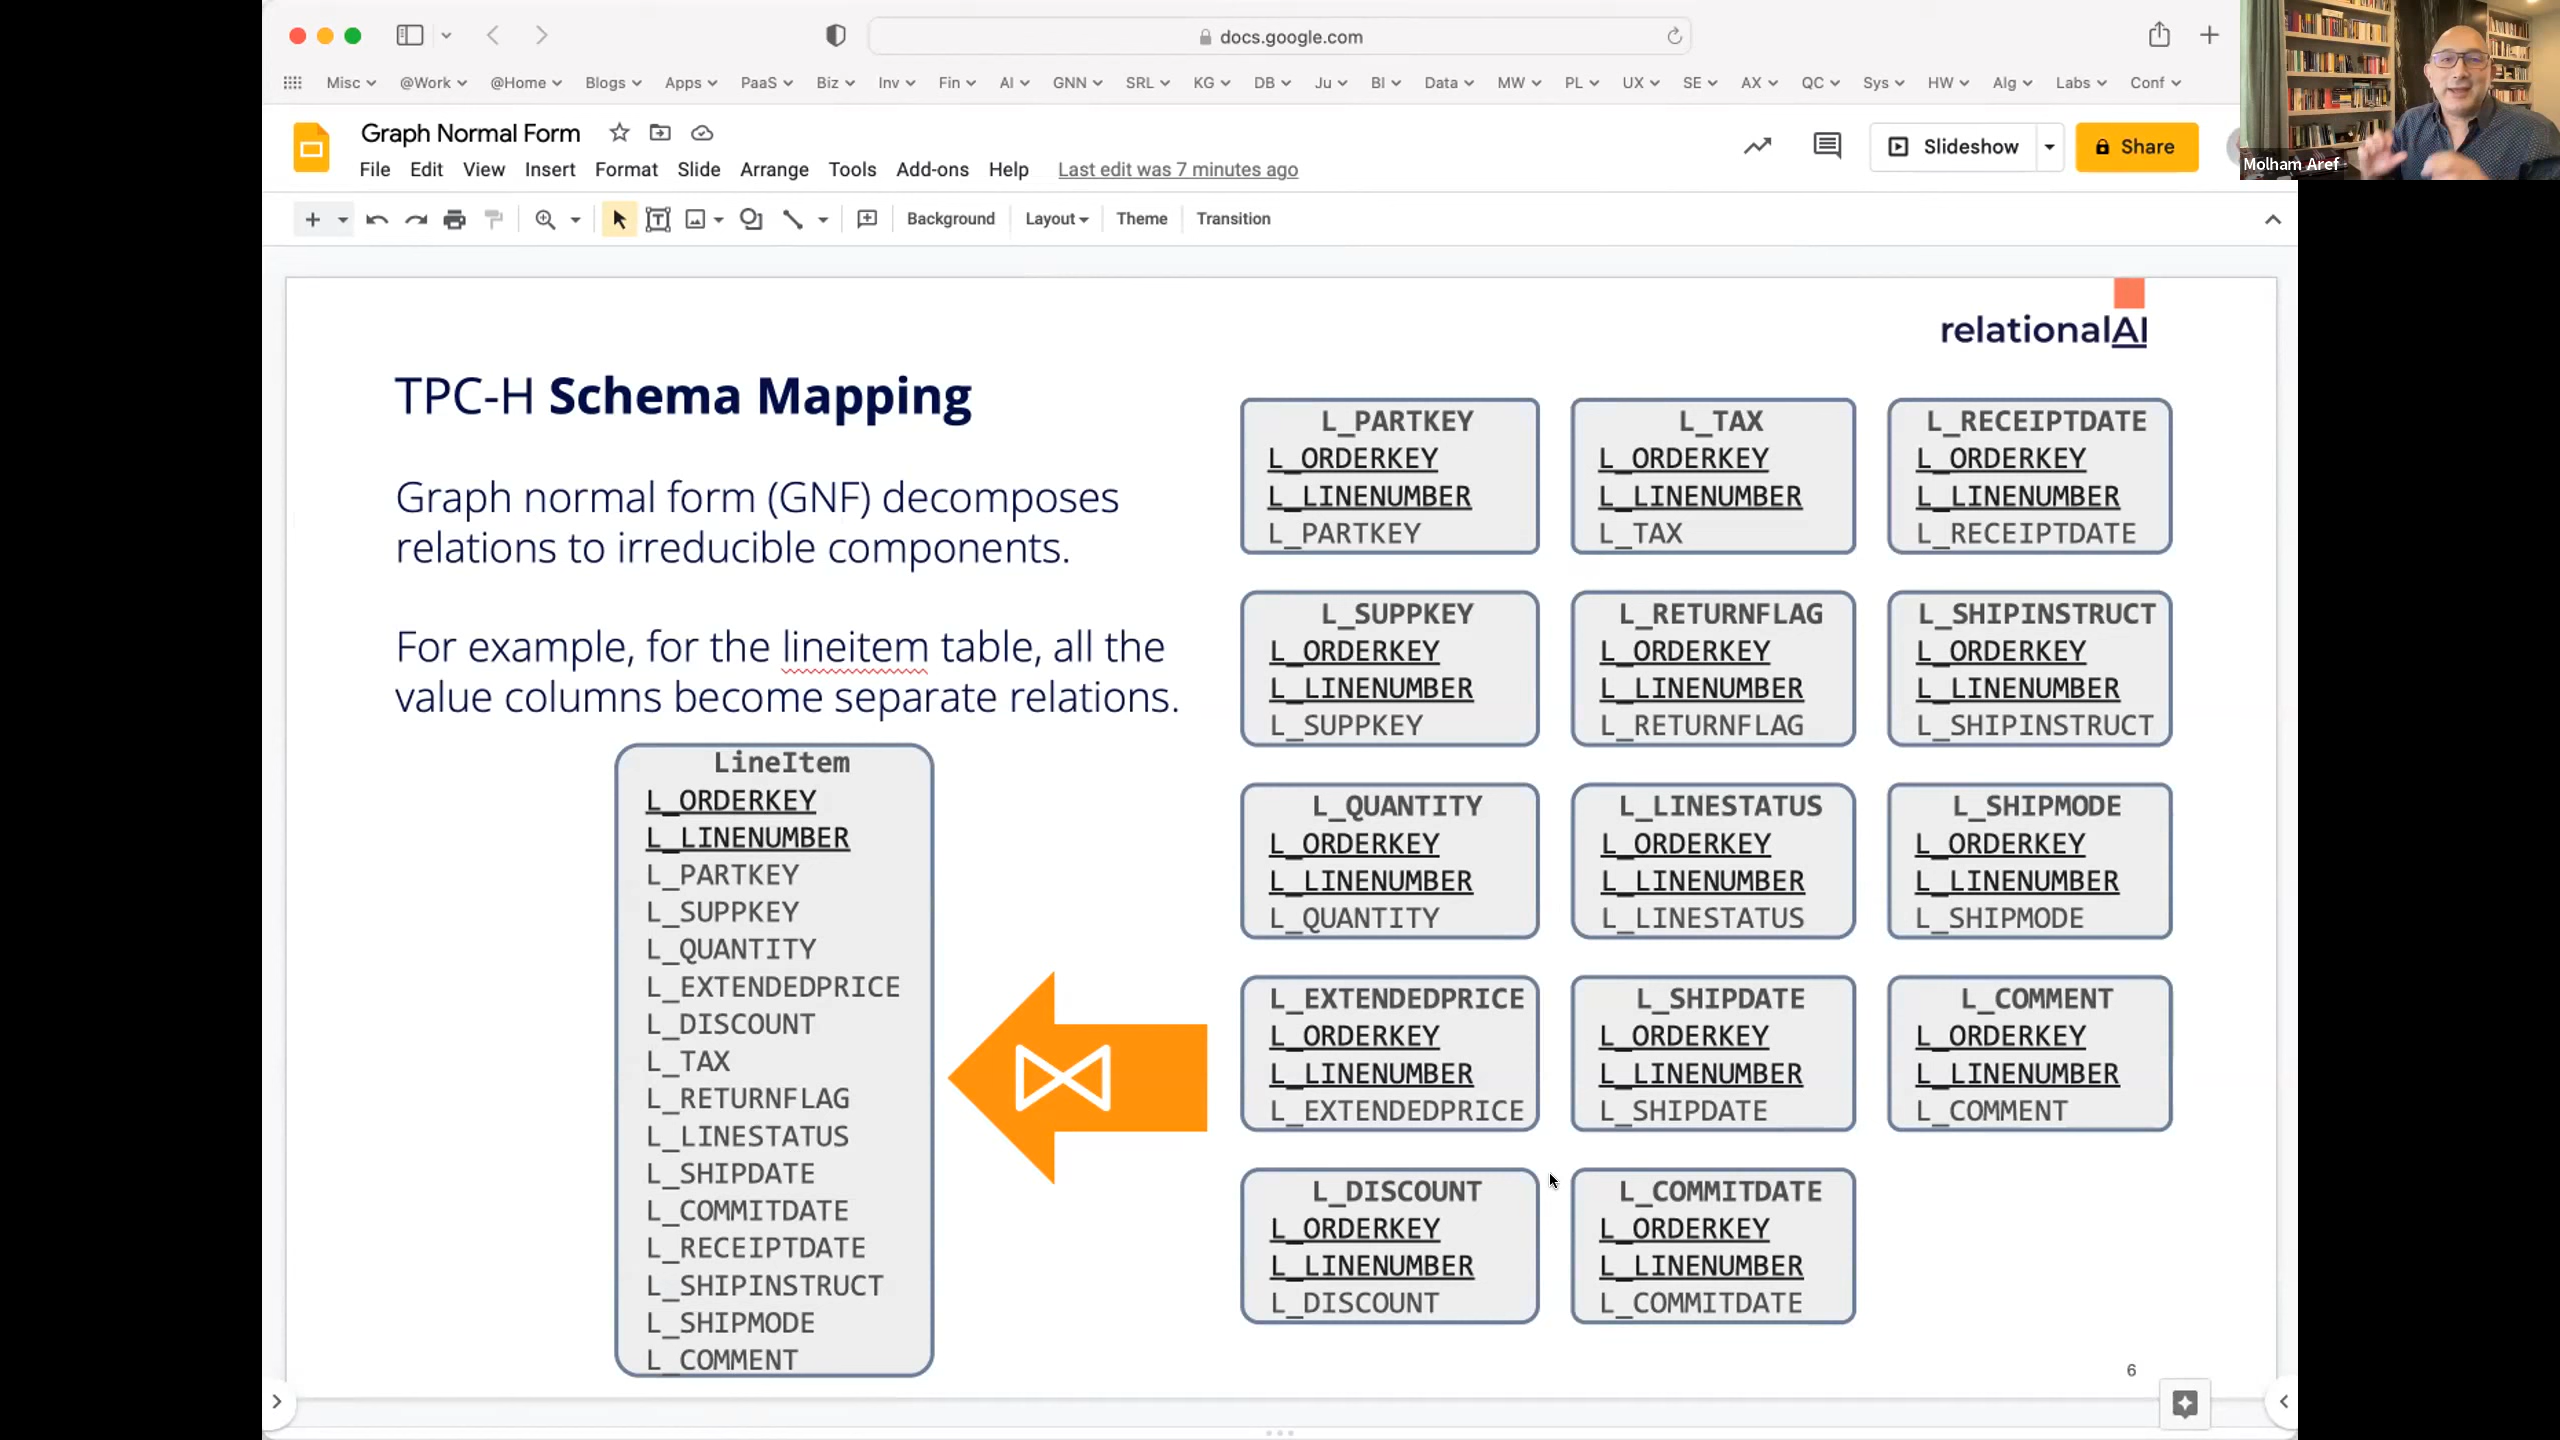 docs.google.com
Misc @Work @Home Blogs Apps PaaS Biz Inv Fin AI GNN SRL KG DB Ju BI Data MW PL UX SE AX QC Sys HW Alg Labs Conf
Molham Aref
Graph Normal Form
File Edit View Insert Format Slide Arrange Tools Add-ons Help Last edit was 7 minutes ago
Slideshow
Share
Background Layout Theme Transition
relationalAI
TPC-H Schema Mapping
Graph normal form (GNF) decomposes
relations to irreducible components.
For example, for the lineitem table, all the
value columns become separate relations.
LineItem
L_ORDERKEY
L_LINENUMBER
L_PARTKEY
L_SUPPKEY
L_QUANTITY
L_EXTENDEDPRICE
L_DISCOUNT
L_TAX
L_RETURNFLAG
L_LINESTATUS
L_SHIPDATE
L_COMMITDATE
L_RECEIPTDATE
L_SHIPINSTRUCT
L_SHIPMODE
L_COMMENT
L_PARTKEY
L_ORDERKEY
L_LINENUMBER
L_PARTKEY
L_TAX
L_ORDERKEY
L_LINENUMBER
L_TAX
L_RECEIPTDATE
L_ORDERKEY
L_LINENUMBER
L_RECEIPTDATE
L_SUPPKEY
L_ORDERKEY
L_LINENUMBER
L_SUPPKEY
L_RETURNFLAG
L_ORDERKEY
L_LINENUMBER
L_RETURNFLAG
L_SHIPINSTRUCT
L_ORDERKEY
L_LINENUMBER
L_SHIPINSTRUCT
L_QUANTITY
L_ORDERKEY
L_LINENUMBER
L_QUANTITY
L_LINESTATUS
L_ORDERKEY
L_LINENUMBER
L_LINESTATUS
L_SHIPMODE
L_ORDERKEY
L_LINENUMBER
L_SHIPMODE
L_EXTENDEDPRICE
L_ORDERKEY
L_LINENUMBER
L_EXTENDEDPRICE
L_SHIPDATE
L_ORDERKEY
L_LINENUMBER
L_SHIPDATE
L_COMMENT
L_ORDERKEY
L_LINENUMBER
L_COMMENT
L_DISCOUNT
L_ORDERKEY
L_LINENUMBER
L_DISCOUNT
L_COMMITDATE
L_ORDERKEY
L_LINENUMBER
L_COMMITDATE
6